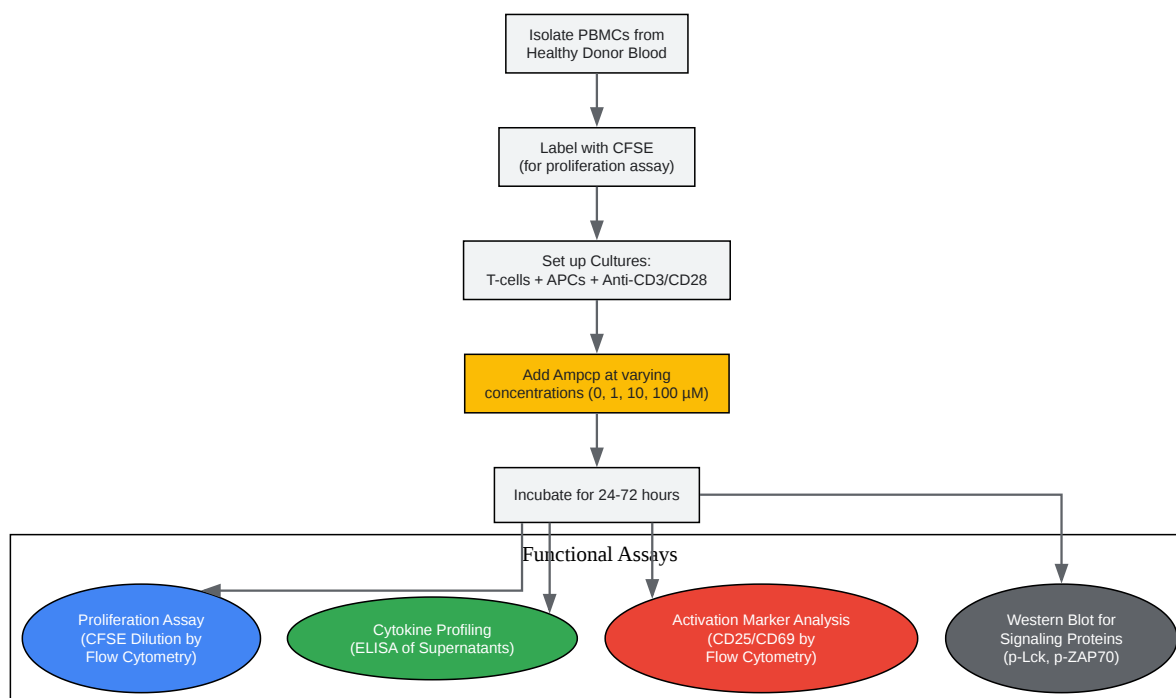 Isolate PBMCs from
Healthy Donor Blood
Label with CFSE
(for proliferation assay)
Set up Cultures:
T-cells + APCs + Anti-CD3/CD28
Add Ampcp at varying
concentrations (0, 1, 10, 100 µM)
Incubate for 24-72 hours
Functional Assays
Proliferation Assay
(CFSE Dilution by
Flow Cytometry)
Cytokine Profiling
(ELISA of Supernatants)
Activation Marker Analysis
(CD25/CD69 by
Flow Cytometry)
Western Blot for
Signaling Proteins
(p-Lck, p-ZAP70)